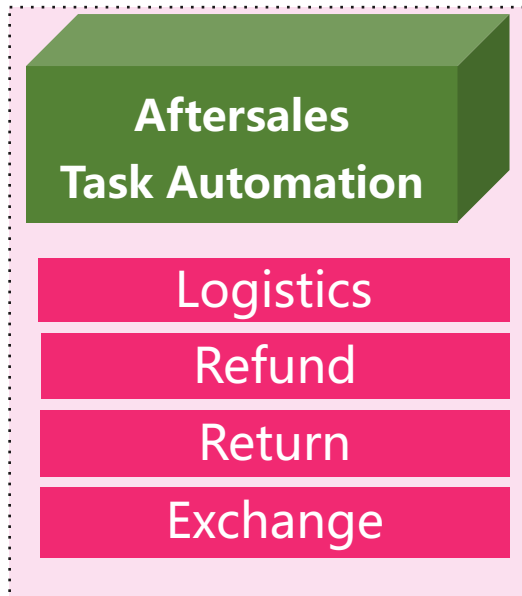 Aftersales
Task Automation
Logistics
Refund
Return
Exchange